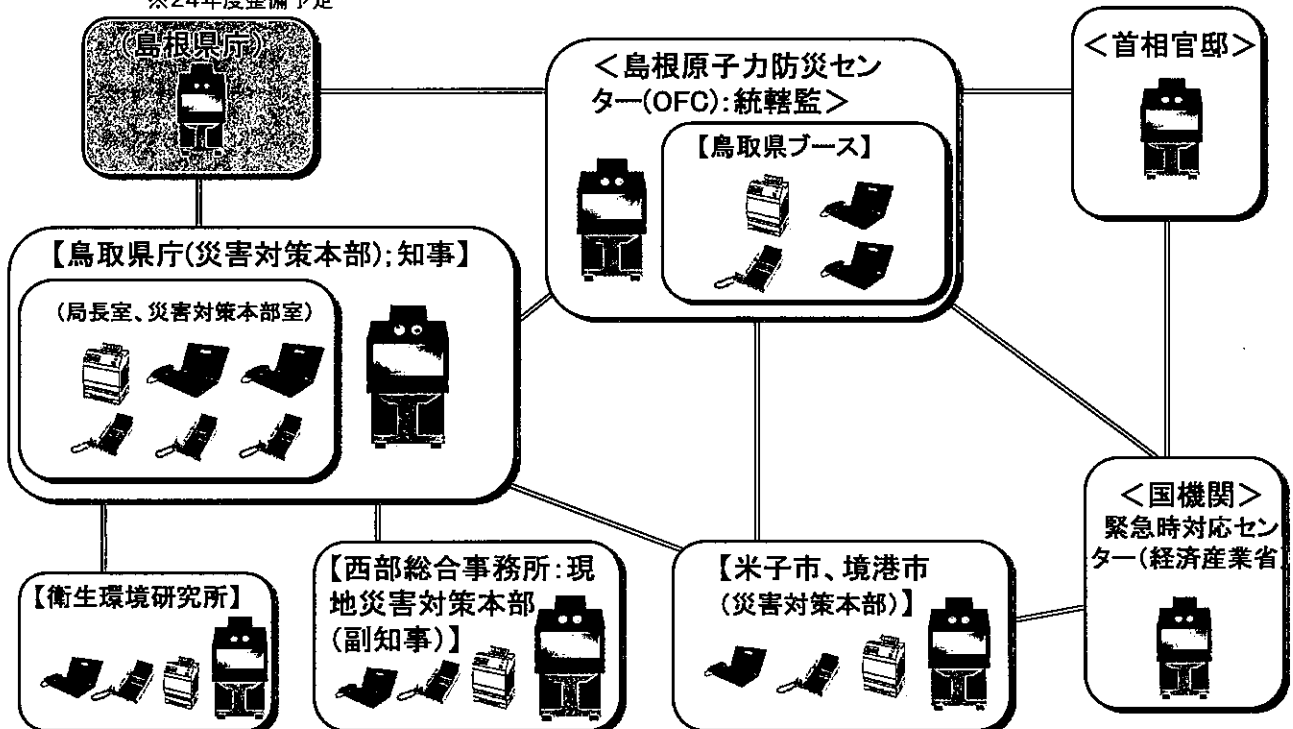 ※24年度整備予定
(島根県庁)
＜島根原子力防災セン
ター(OFC)：統轄監＞
【鳥取県ブース】
＜首相官邸＞
【鳥取県庁(災害対策本部)；知事】
(局長室、災害対策本部室)
＜国機関＞
緊急時対応セン
ター(経済産業省)
【衛生環境研究所】
【西部総合事務所：現
地災害対策本部
(副知事)】
【米子市、境港市
(災害対策本部)】